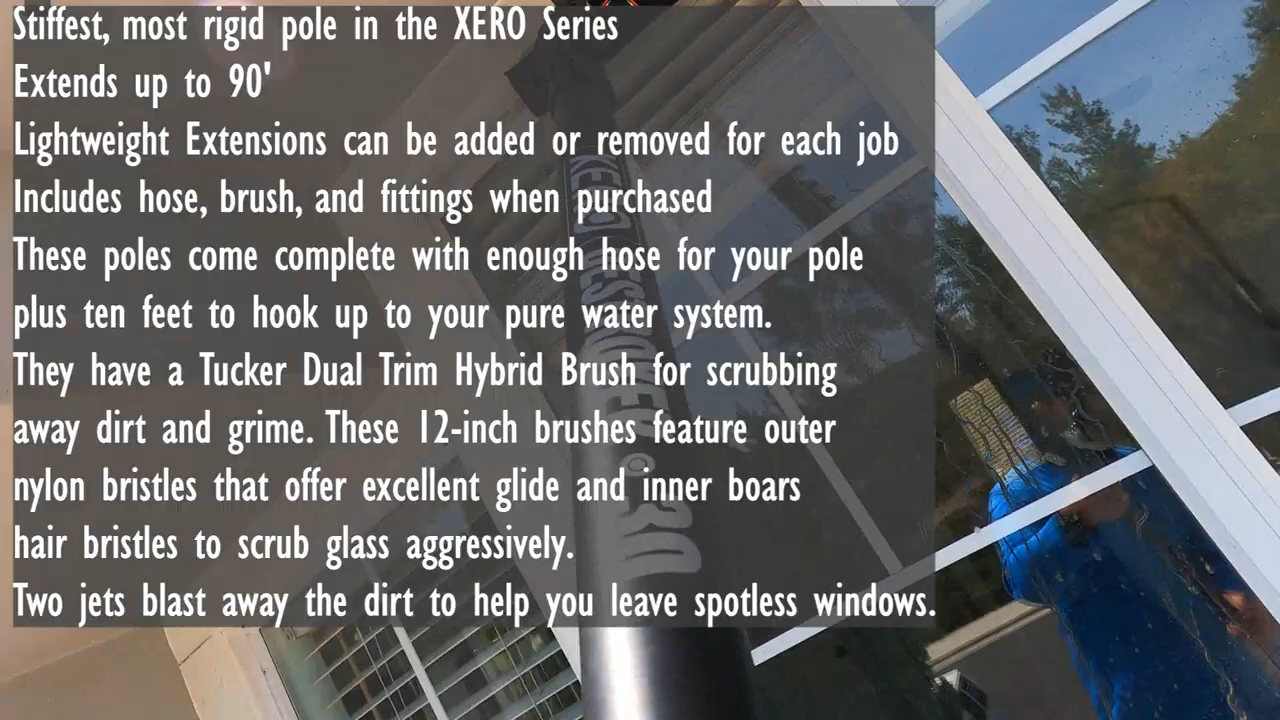 Stiffest, most rigid pole in the XERO Series
Extends up to 90'
Lightweight Extensions can be added or removed for each job
Includes hose, brush, and fittings when purchased
These poles come complete with enough hose for your pole
plus ten feet to hook up to your pure water system.
They have a Tucker Dual Trim Hybrid Brush for scrubbing
away dirt and grime. These 12-inch brushes feature outer
nylon bristles that offer excellent glide and inner boars
hair bristles to scrub glass aggressively.
Two jets blast away the dirt to help you leave spotless windows.